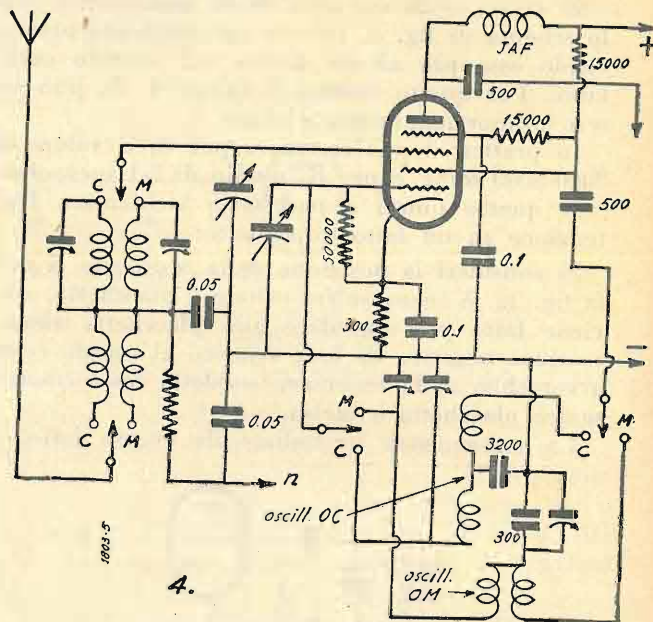 JAF
+
15000
500
15000
500
C
M
50000
0.1
0.05
300
0.1
-
C
M
M.
M.
C
3200
C
0.05
oscill. OC
n
300
1803-5
oscill.
OM
4.